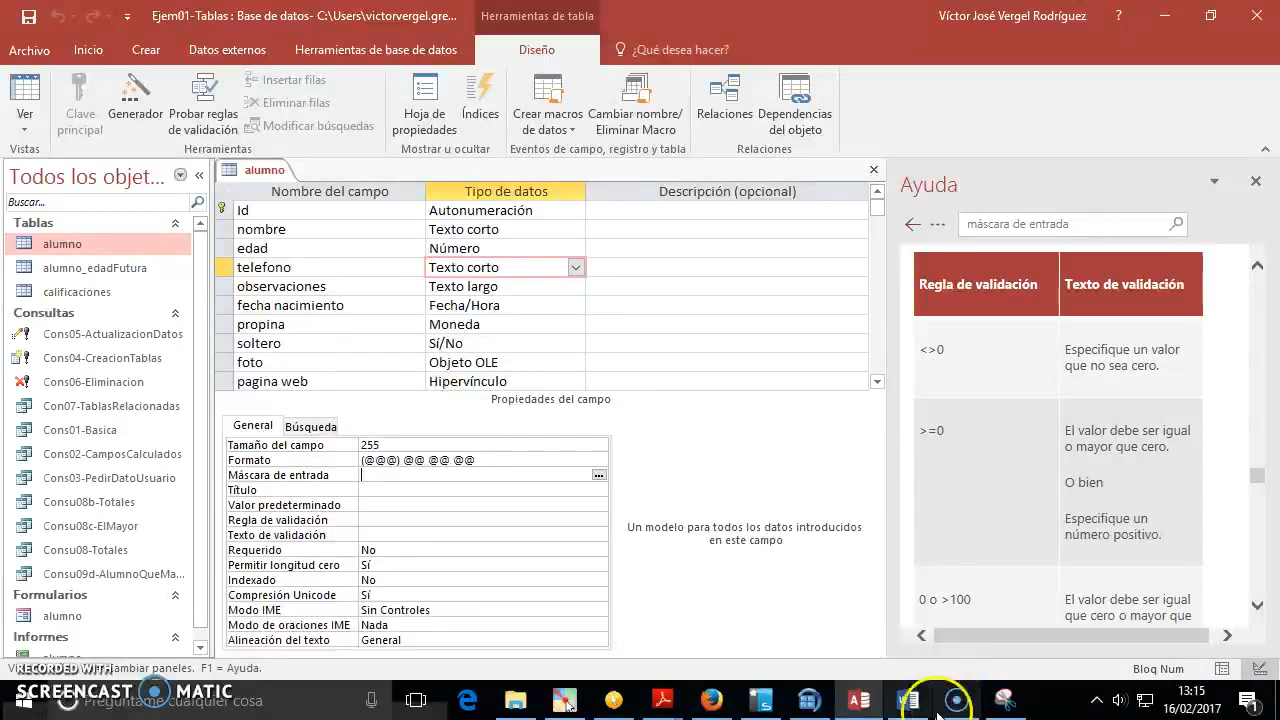 Ejem01-Tablas : Base de datos- C:\Users\victorvergel.gre...
Herramientas de tabla
Víctor José Vergel Rodríguez
?
Archivo
Inicio
Crear
Datos externos
Herramientas de base de datos
Diseño
¿Qué desea hacer?
Ver
Clave principal
Generador
Probar reglas de validación
Insertar filas
Eliminar filas
Modificar búsquedas
Hoja de propiedades
Índices
Crear macros de datos
Cambiar nombre/ Eliminar Macro
Relaciones
Dependencias del objeto
Vistas
Herramientas
Mostrar u ocultar
Eventos de campo, registro y tabla
Relaciones
Todos los objet...
Buscar...
Tablas
alumno
alumno_edadFutura
calificaciones
Consultas
Cons05-ActualizacionDatos
Cons04-CreacionTablas
Cons06-Eliminacion
Con07-TablasRelacionadas
Cons01-Basica
Cons02-CamposCalculados
Cons03-PedirDatoUsuario
Consu08b-Totales
Consu08c-ElMayor
Consu08-Totales
Consu09d-AlumnoQueMa...
Formularios
alumno
Informes
alumno
Nombre del campo
Tipo de datos
Descripción (opcional)
Id
Autonumeración
nombre
Texto corto
edad
Número
telefono
Texto corto
observaciones
Texto largo
fecha nacimiento
Fecha/Hora
propina
Moneda
soltero
Sí/No
foto
Objeto OLE
pagina web
Hipervínculo
Propiedades del campo
General
Búsqueda
Tamaño del campo
255
Formato
(@@@) @@ @@ @@
Máscara de entrada
Título
Valor predeterminado
Regla de validación
Texto de validación
Requerido
No
Permitir longitud cero
Sí
Indexado
No
Compresión Unicode
Sí
Modo IME
Sin Controles
Modo de oraciones IME
Nada
Alineación del texto
General
Un modelo para todos los datos introducidos
en este campo
Ayuda
máscara de entrada
Regla de validación
Texto de validación
<>0
Especifique un valor
que no sea cero.
>=0
El valor debe ser igual
o mayor que cero.
O bien
Especifique un
número positivo.
0 o >100
El valor debe ser igual
que cero o mayor que
cambiar paneles. F1 = Ayuda.
Bloq Num
RECORDED WITH
SCREENCAST MATIC
Pregúntame cualquier cosa
13:15
16/02/2017